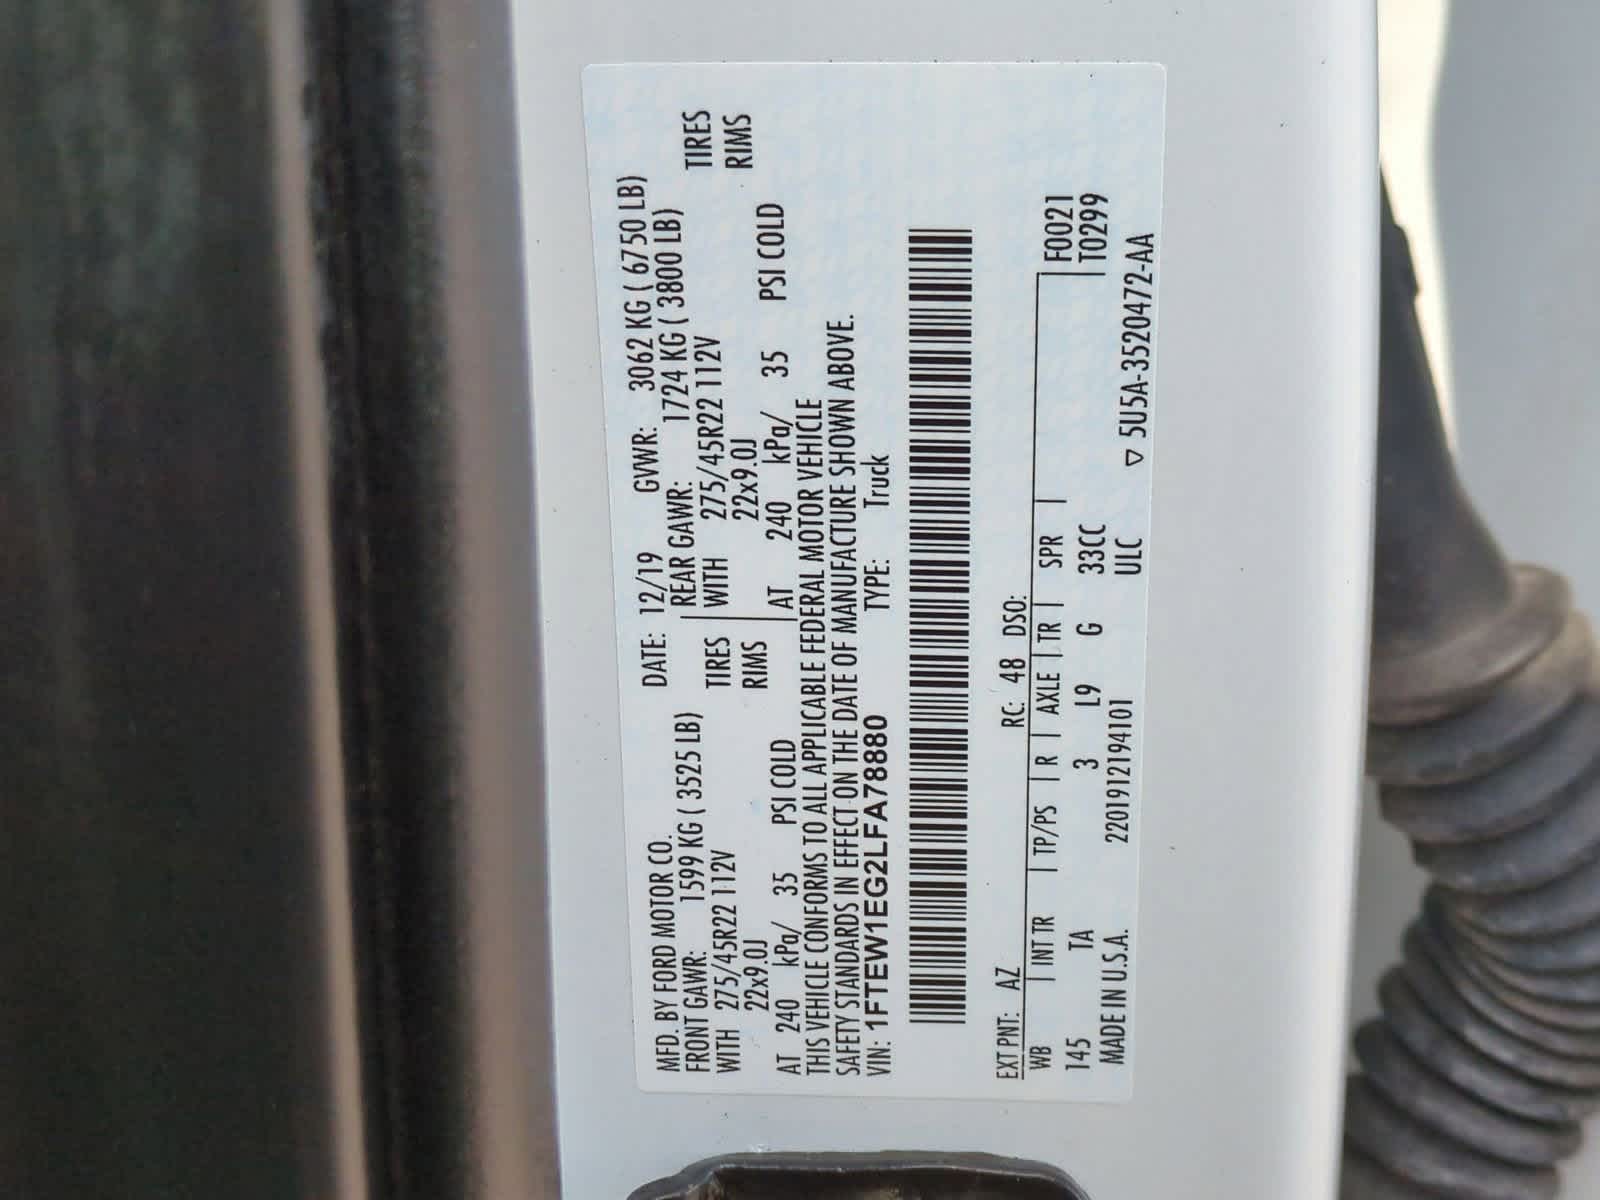 MFD. BY FORD MOTOR CO. DATE: 12/19 GVWR: 3062 KG ( 6750 LB)
FRONT GAWR: 1599 KG ( 3525 LB) REAR GAWR: 1724 KG ( 3800 LB)
WITH 275/45R22 112V TIRES WITH 275/45R22 112V TIRES
22x9.0J RIMS 22x9.0J RIMS
AT 240 kPa/ 35 PSI COLD AT 240 kPa/ 35 PSI COLD
THIS VEHICLE CONFORMS TO ALL APPLICABLE FEDERAL MOTOR VEHICLE
SAFETY STANDARDS IN EFFECT ON THE DATE OF MANUFACTURE SHOWN ABOVE.
VIN: 1FTEW1EG2LFA78880 TYPE: Truck
EXT PNT: AZ RC: 48 DSO: F0021
WB | INT TR | TP/PS | R | AXLE | TR | SPR | T0299
145 TA 3 L9 G 33CC
MADE IN U.S.A. 220191219410​1 ULC ▽ 5U5A-3520472-AA